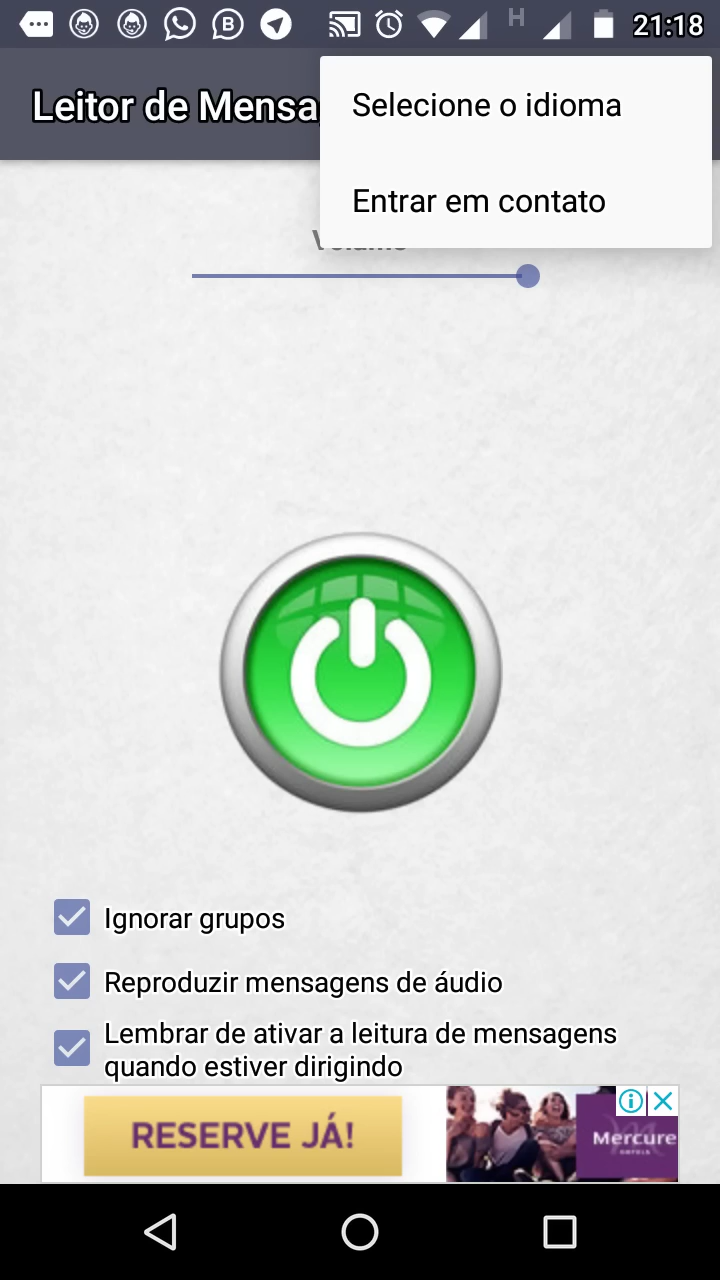 21:18
H
B
Leitor de Mensa
Selecione o idioma
Entrar em contato
Ignorar grupos
Reproduzir mensagens de áudio
Lembrar de ativar a leitura de mensagens
quando estiver dirigindo
RESERVE JÁ!
Mercure
HOTELS